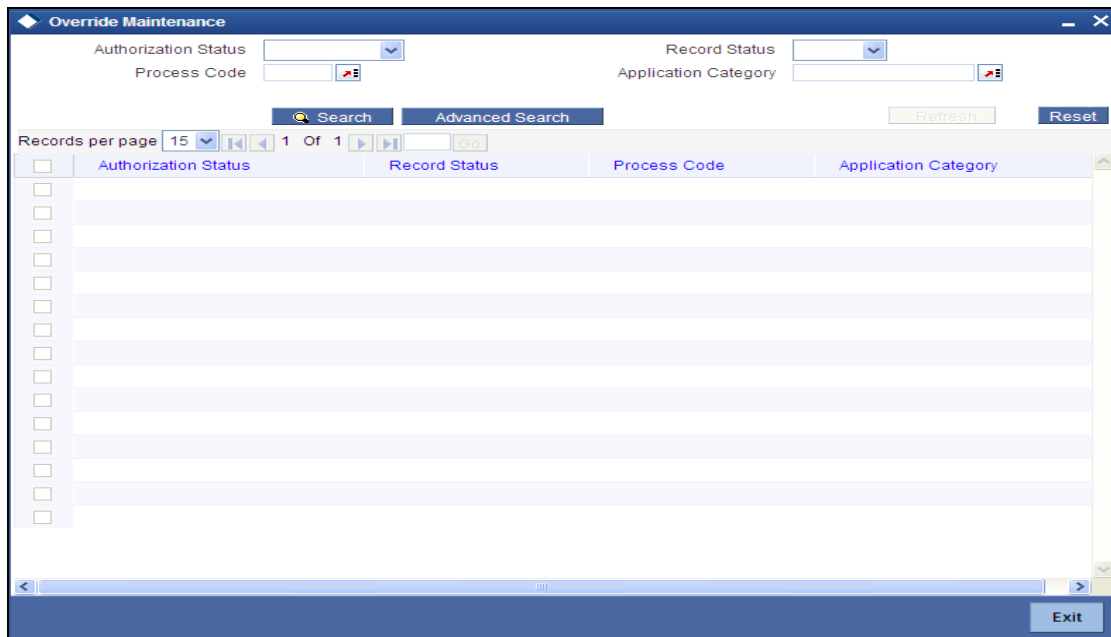 Override Maintenance
Authorization Status Record Status
Process Code Application Category
Search Advanced Search Refresh Reset
Records per page 15 1 Of 1 Go
Authorization Status Record Status Process Code Application Category
Exit